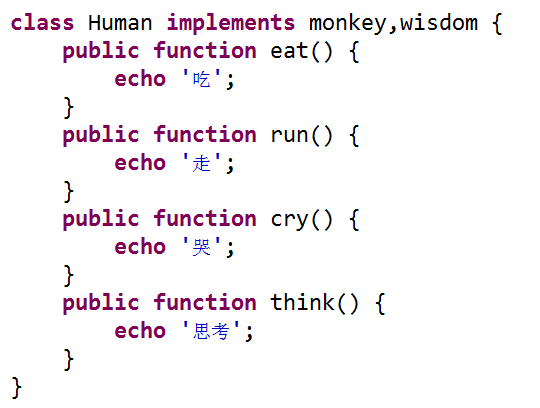 class Human implements monkey,wisdom {
    public function eat() {
        echo '吃';
    }
    public function run() {
        echo '走';
    }
    public function cry() {
        echo '哭';
    }
    public function think() {
        echo '思考';
    }
}